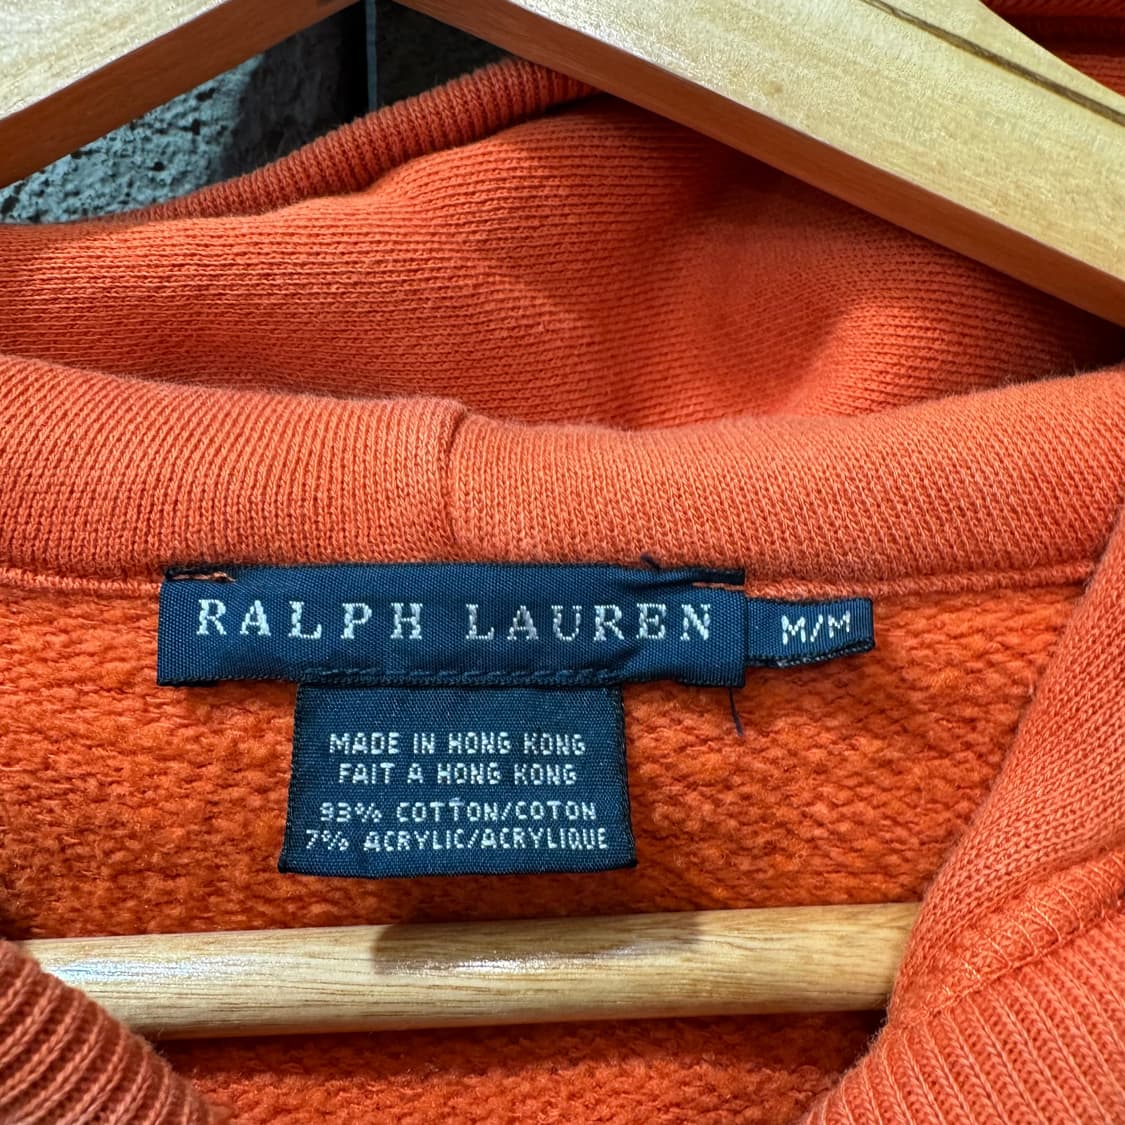 RALPH LAUREN
M/M
MADE IN HONG KONG
FAIT A HONG KONG
93% COTTON/COTON
7% ACRYLIC/ACRYLIQUE